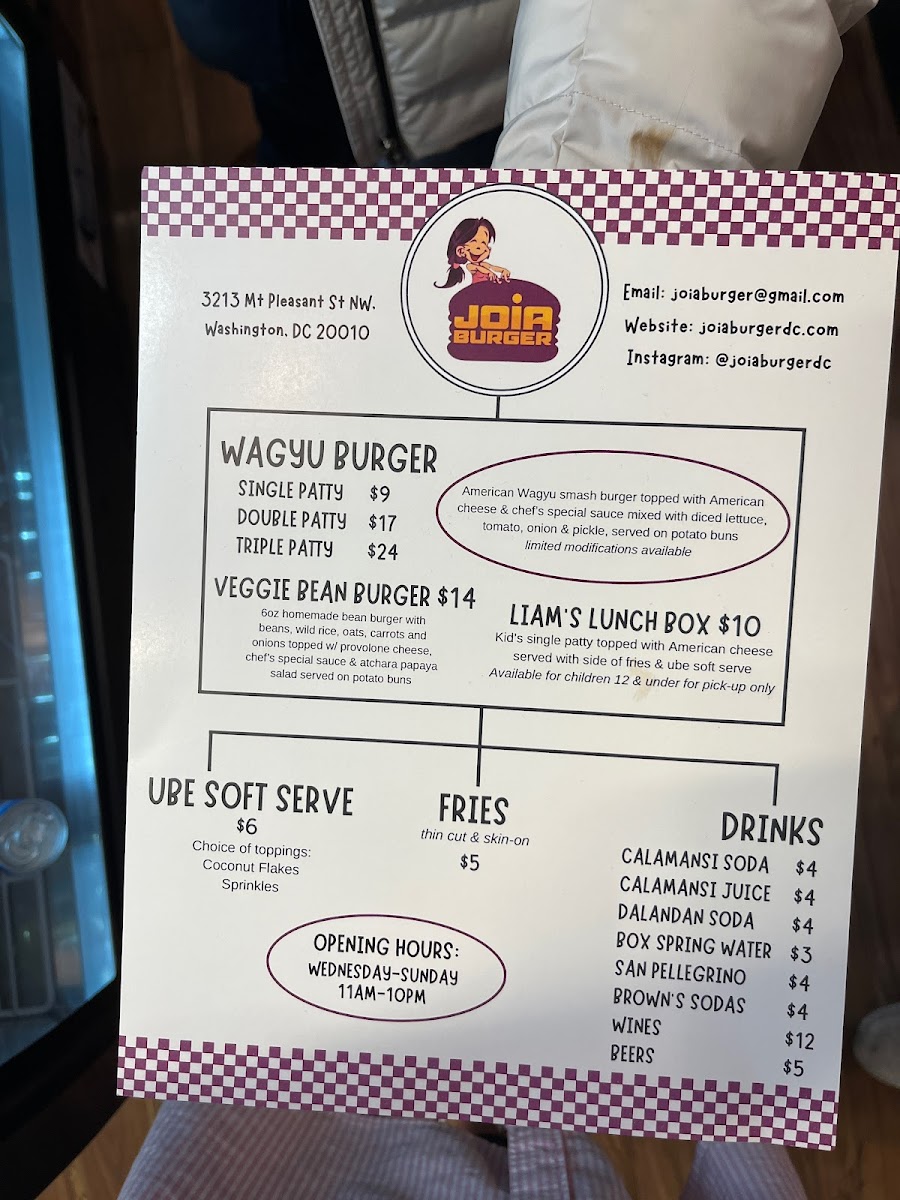 3213 Mt Pleasant St NW.
Washington, DC 20010
JOIA
BURGER
Email: joiaburger@gmail.com
Website: joiaburgerdc.com
Instagram: @joiaburgerdc
WAGYU BURGER
SINGLE PATTY $9
DOUBLE PATTY $17
TRIPLE PATTY $24
American Wagyu smash burger topped with American
cheese & chef's special sauce mixed with diced lettuce,
tomato, onion & pickle, served on potato buns
limited modifications available
VEGGIE BEAN BURGER $14
6oz homemade bean burger with
beans, wild rice, oats, carrots and
onions topped w/ provolone cheese,
chef's special sauce & atchara papaya
salad served on potato buns
LIAM'S LUNCH BOX $10
Kid's single patty topped with American cheese
served with side of fries & ube soft serve
Available for children 12 & under for pick-up only
UBE SOFT SERVE
$6
Choice of toppings:
Coconut Flakes
Sprinkles
FRIES
thin cut & skin-on
$5
DRINKS
CALAMANSI SODA $4
CALAMANSI JUICE $4
DALANDAN SODA $4
BOX SPRING WATER $3
SAN PELLEGRINO $4
BROWN'S SODAS $4
WINES $12
BEERS $5
OPENING HOURS:
WEDNESDAY-SUNDAY
11AM-10PM